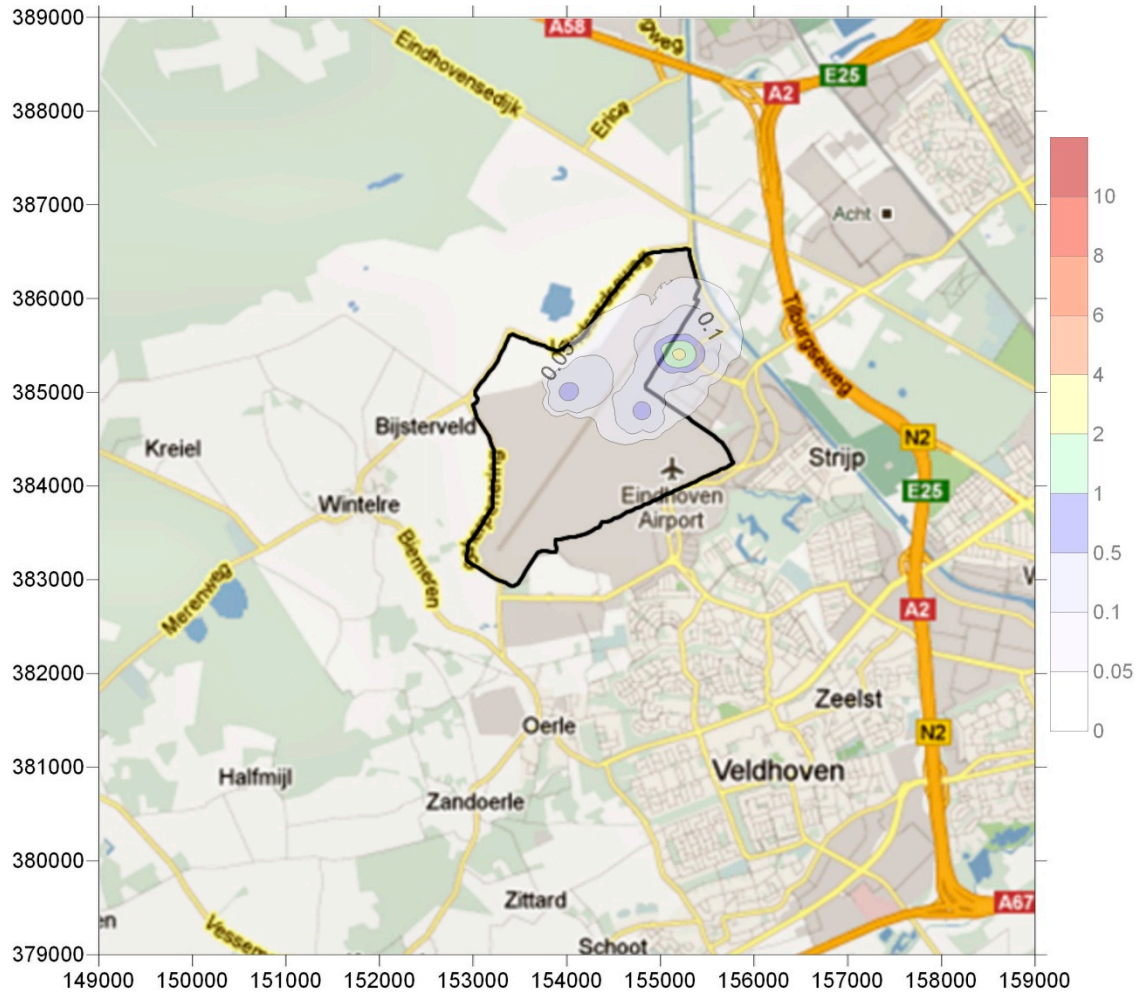 389000
388000
387000
386000
385000
384000
383000
382000
381000
380000
379000
149000 150000 151000 152000 153000 154000 155000 156000 157000 158000 159000
A58
E25
A2
Eindhovensedijk
Erica
Acht
Tilburgseweg
0.1
0.05
Bijsterveld
Kreiel
Wintelre
Biemeren
Merenweg
Eindhoven
Airport
Strijp
N2
E25
A2
Zeelst
N2
Oerle
Veldhoven
Halfmijl
Zandoerle
Zittard
Schoot
A67
10
8
6
4
2
1
0.5
0.1
0.05
0